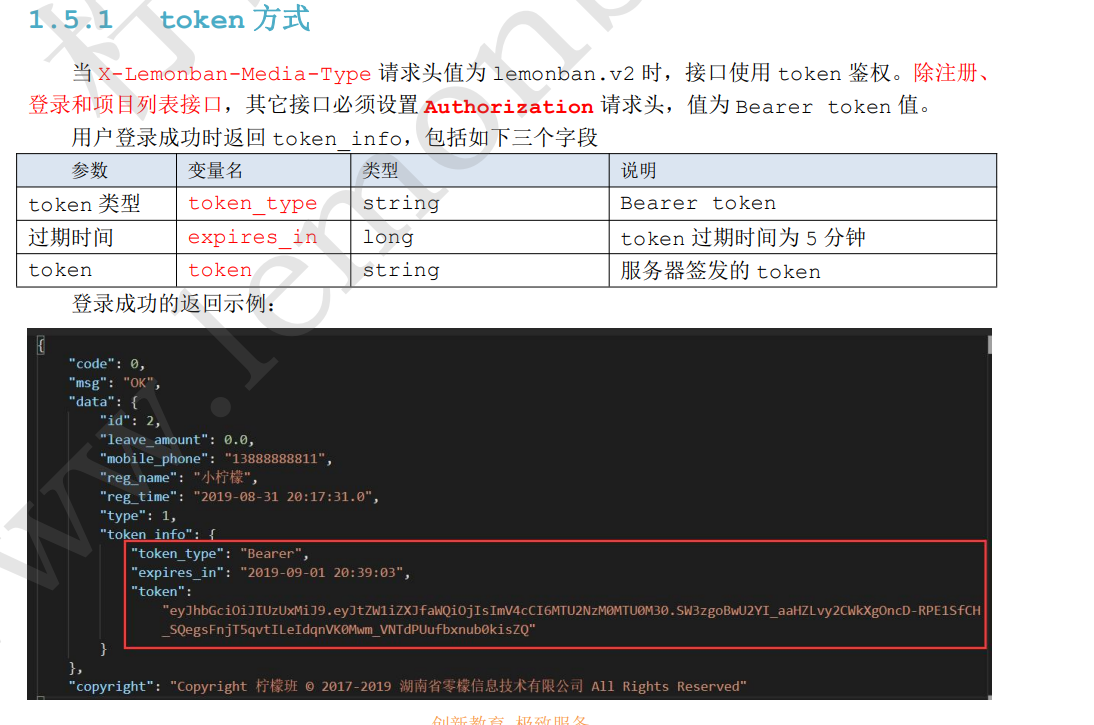 1.5.1 token 方式
当 X-Lemonban-Media-Type 请求头值为 lemonban.v2 时，接口使用 token 鉴权。除注册、
登录和项目列表接口，其它接口必须设置 Authorization 请求头，值为 Bearer token 值。
用户登录成功时返回 token_info，包括如下三个字段
参数 变量名 类型 说明
token 类型 token_type string Bearer token
过期时间 expires_in long token 过期时间为 5 分钟
token token string 服务器签发的 token
登录成功的返回示例：
{
"code": 0,
"msg": "OK",
"data": {
"id": 2,
"leave_amount": 0.0,
"mobile_phone": "13888888811",
"reg_name": "小柠檬",
"reg_time": "2019-08-31 20:17:31.0",
"type": 1,
"token_info": {
"token_type": "Bearer",
"expires_in": "2019-09-01 20:39:03",
"token":
"eyJhbGciOiJIUzUxMiJ9.eyJtZW1iZXJfaWQiOjIsImV4cCI6MTU2NzM0MTU0M30.SW3zgoBwU2YI_aaHZLvy2CWkXgOncD-RPE1SfCH
_SQegsFnjT5qvtILeIdqnVK0Mwm_VNTdPUufbxnub0kisZQ"
}
},
"copyright": "Copyright 柠檬班 © 2017-2019 湖南省零檬信息技术有限公司 All Rights Reserved"
创新教育 极致服务
www.lemonb